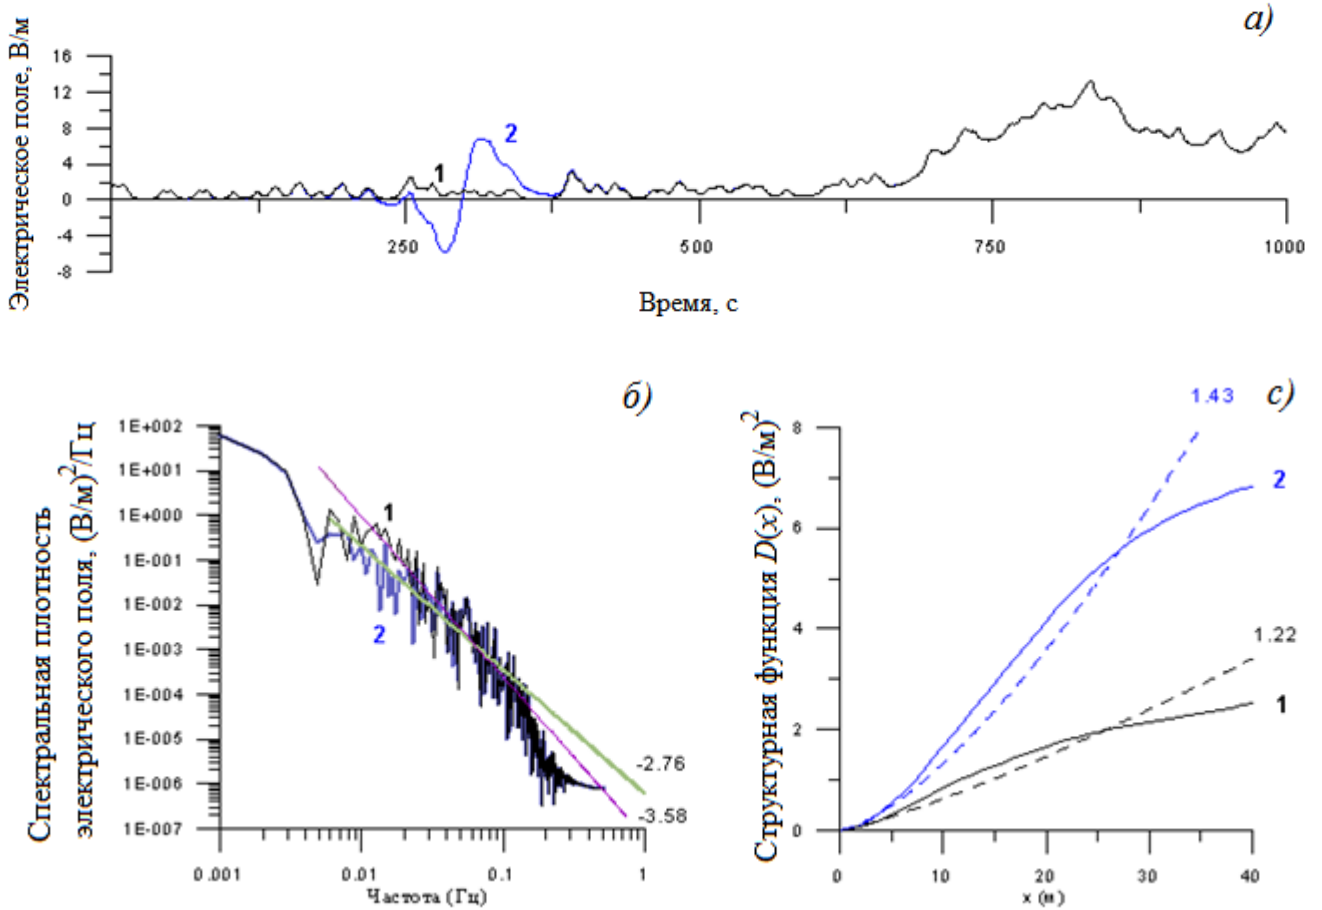 а)
Электрическое поле, В/м
16
12
8
4
0
-4
-8
1
2
250
500
750
1000
Время, с
б)
Спектральная плотность
электрического поля, (В/м)²/Гц
1E+002
1E+001
1E+000
1E-001
1E-002
1E-003
1E-004
1E-005
1E-006
1E-007
1
2
-2.76
-3.58
0.001
0.01
0.1
1
Частота (Гц)
с)
Структурная функция D(x), (В/м)²
8
6
4
2
0
1.43
2
1.22
1
0
10
20
30
40
x (м)